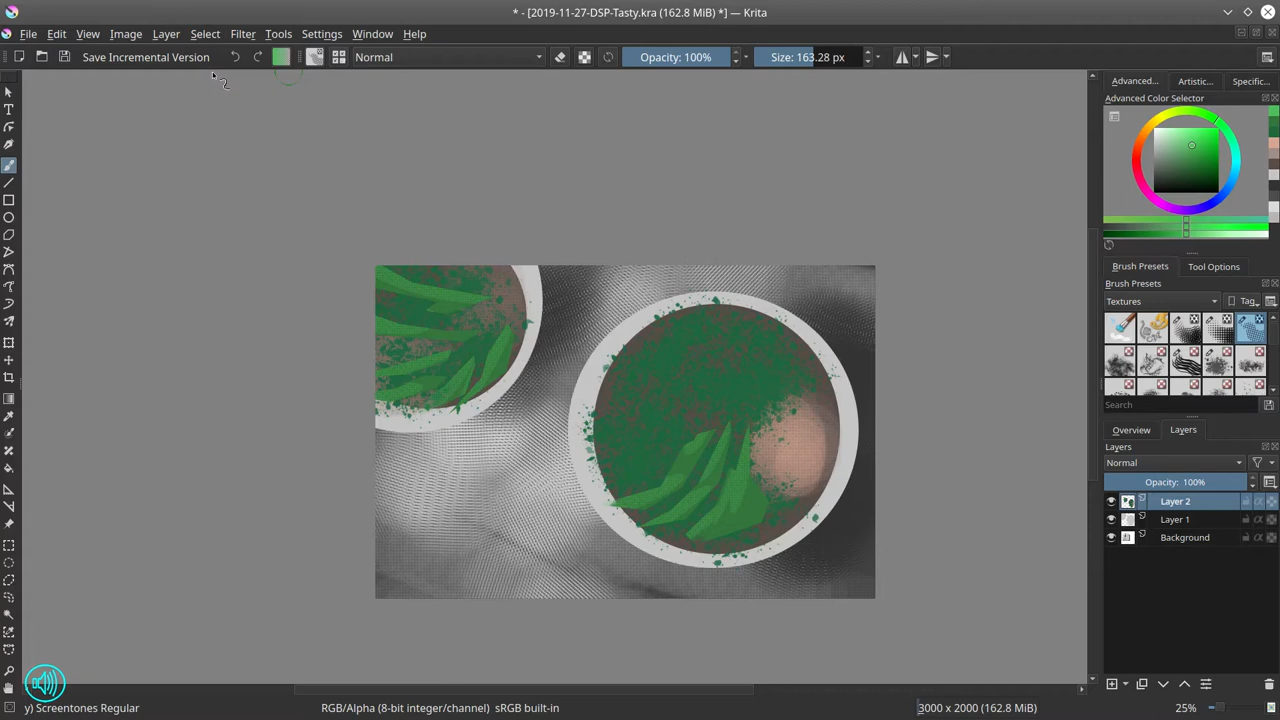 * - [2019-11-27-DSP-Tasty.kra (162.8 MiB) *] — Krita
File Edit View Image Layer Select Filter Tools Settings Window Help
Save Incremental Version Normal Opacity: 100% Size: 163.28 px
Advanced... Artistic... Specific...
Advanced Color Selector
Brush Presets Tool Options
Brush Presets
Textures Tag
Search
Overview Layers
Layers
Normal
Opacity: 100%
Layer 2
Layer 1
Background
y) Screentones Regular RGB/Alpha (8-bit integer/channel) sRGB built-in 3000 x 2000 (162.8 MiB) 25%